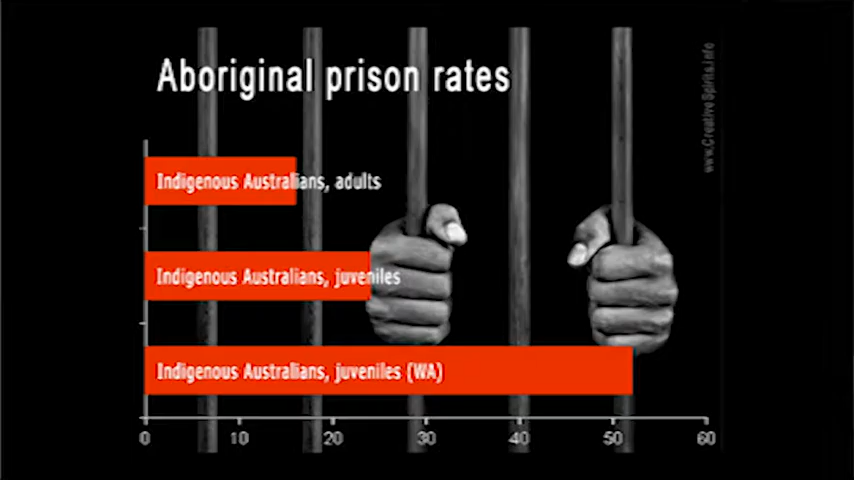 Aboriginal prison rates
www.CreativeSpirits.info
Indigenous Australians, adults
Indigenous Australians, juveniles
Indigenous Australians, juveniles (WA)
0 10 20 30 40 50 60